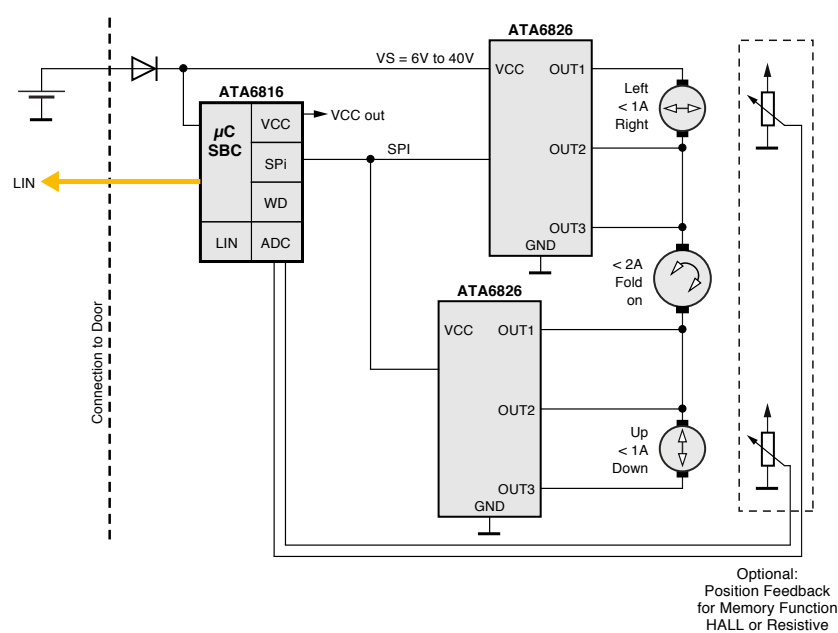 ATA6826
VS = 6V to 40V
VCC
OUT1
ATA6816
Left
< 1A
Right
µC
SBC
VCC
VCC out
SPi
SPI
OUT2
LIN
WD
LIN
ADC
OUT3
GND
< 2A
Fold
on
ATA6826
VCC
OUT1
Connection to Door
OUT2
Up
< 1A
Down
OUT3
GND
Optional:
Position Feedback
for Memory Function
HALL or Resistive